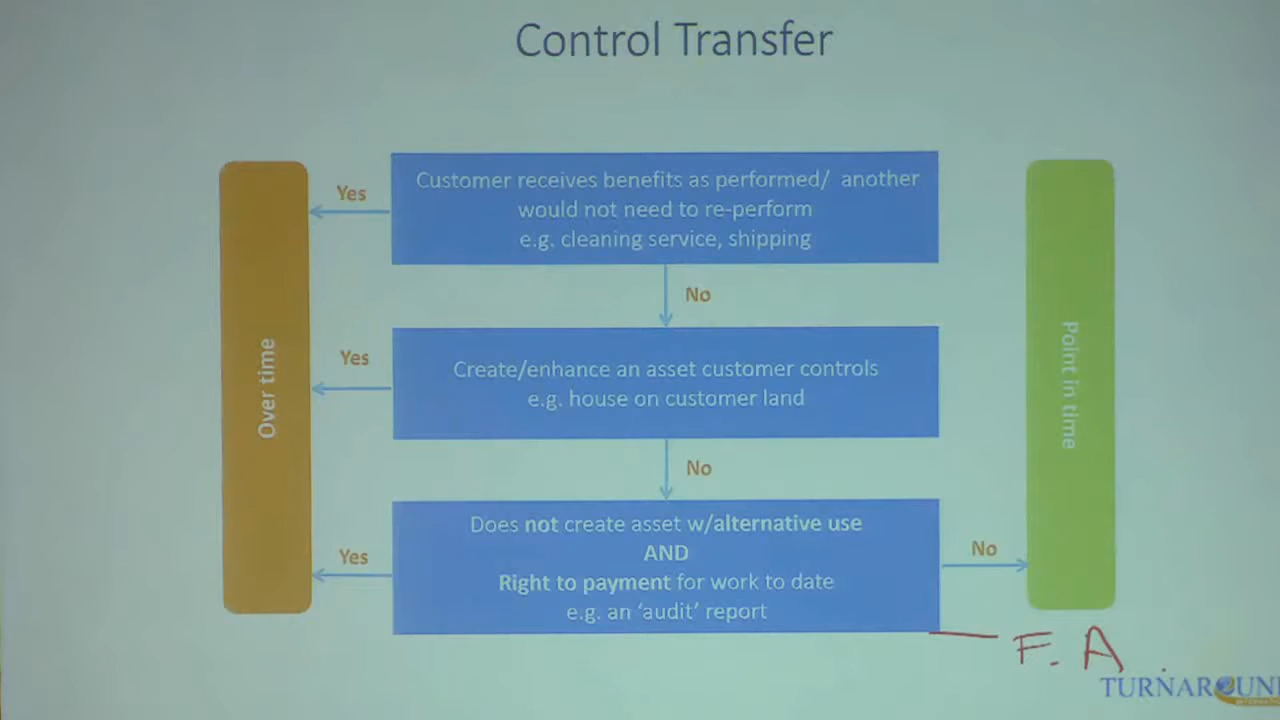 Control Transfer
Customer receives benefits as performed/ another
would not need to re-perform
e.g. cleaning service, shipping
Yes
No
Create/enhance an asset customer controls
e.g. house on customer land
Yes
No
Does not create asset w/alternative use
AND
Right to payment for work to date
e.g. an 'audit' report
Yes
No
Over time
Point in time
F. A